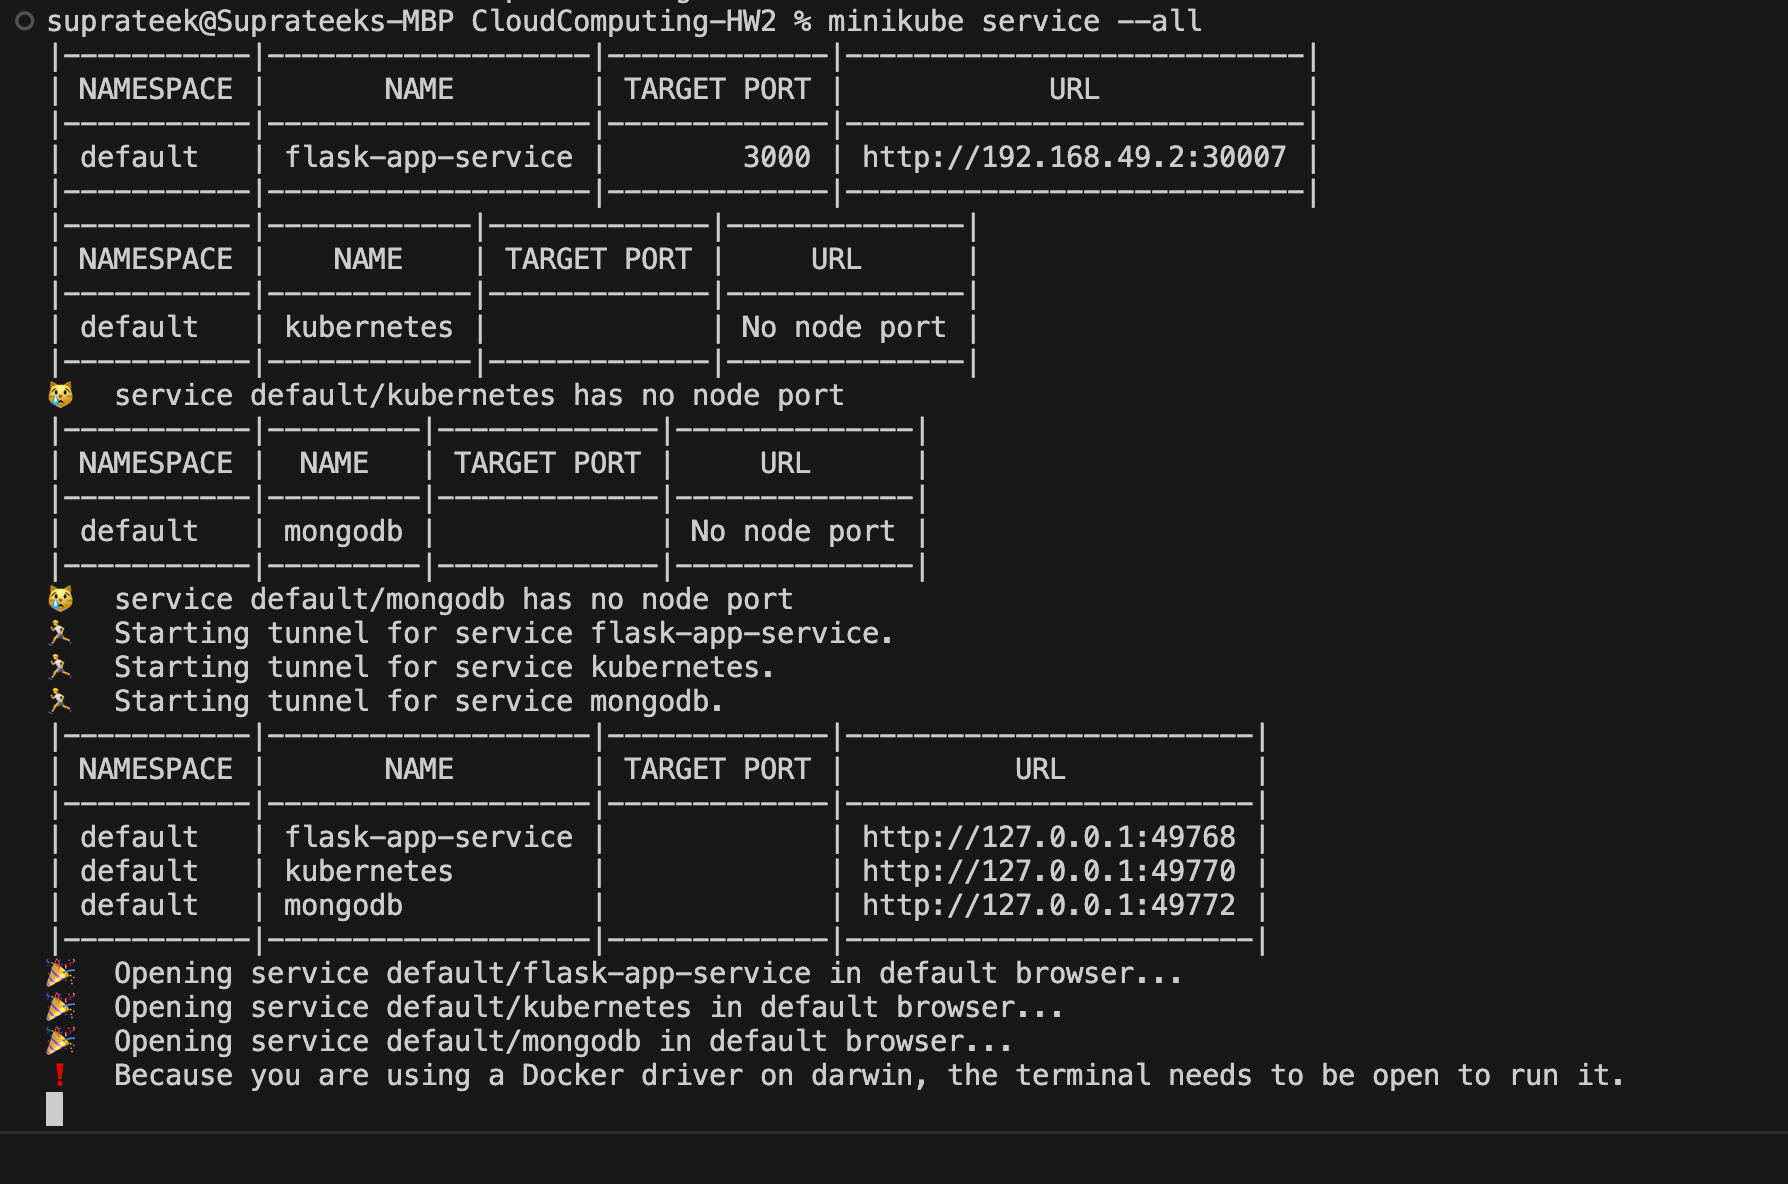 suprateek@Suprateeks-MBP CloudComputing-HW2 % minikube service --all
|-----------|-------------------|-------------|---------------------------|
| NAMESPACE |       NAME        | TARGET PORT |            URL            |
|-----------|-------------------|-------------|---------------------------|
| default   | flask-app-service |        3000 | http://192.168.49.2:30007 |
|-----------|-------------------|-------------|---------------------------|
|-----------|------------|-------------|--------------|
| NAMESPACE |    NAME    | TARGET PORT |     URL      |
|-----------|------------|-------------|--------------|
| default   | kubernetes |             | No node port |
|-----------|------------|-------------|--------------|
😿  service default/kubernetes has no node port
|-----------|---------|-------------|--------------|
| NAMESPACE |  NAME   | TARGET PORT |     URL      |
|-----------|---------|-------------|--------------|
| default   | mongodb |             | No node port |
|-----------|---------|-------------|--------------|
😿  service default/mongodb has no node port
🏃  Starting tunnel for service flask-app-service.
🏃  Starting tunnel for service kubernetes.
🏃  Starting tunnel for service mongodb.
|-----------|-------------------|-------------|------------------------|
| NAMESPACE |       NAME        | TARGET PORT |          URL           |
|-----------|-------------------|-------------|------------------------|
| default   | flask-app-service |             | http://127.0.0.1:49768 |
| default   | kubernetes        |             | http://127.0.0.1:49770 |
| default   | mongodb           |             | http://127.0.0.1:49772 |
|-----------|-------------------|-------------|------------------------|
🎉  Opening service default/flask-app-service in default browser...
🎉  Opening service default/kubernetes in default browser...
🎉  Opening service default/mongodb in default browser...
❗  Because you are using a Docker driver on darwin, the terminal needs to be open to run it.